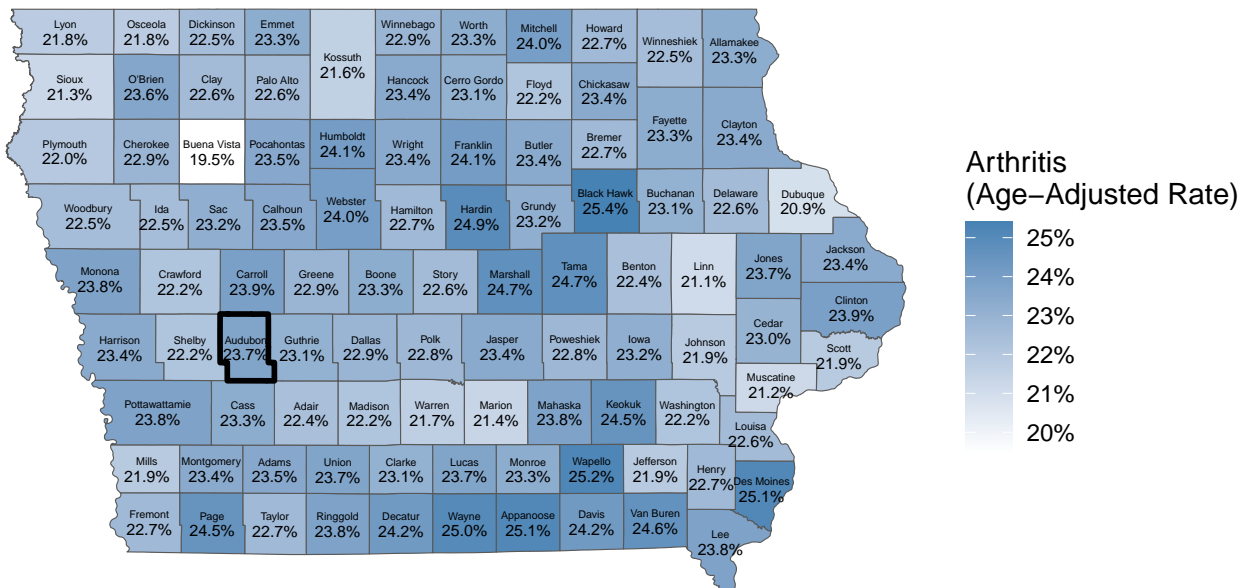 Lyon
21.8%
Osceola
21.8%
Dickinson
22.5%
Emmet
23.3%
Kossuth
21.6%
Winnebago
22.9%
Worth
23.3%
Mitchell
24.0%
Howard
22.7%
Winneshiek
22.5%
Allamakee
23.3%
Sioux
21.3%
O'Brien
23.6%
Clay
22.6%
Palo Alto
22.6%
Hancock
23.4%
Cerro Gordo
23.1%
Floyd
22.2%
Chickasaw
23.4%
Fayette
23.3%
Clayton
23.4%
Plymouth
22.0%
Cherokee
22.9%
Buena Vista
19.5%
Pocahontas
23.5%
Humboldt
24.1%
Wright
23.4%
Franklin
24.1%
Butler
23.4%
Bremer
22.7%
Woodbury
22.5%
Ida
22.5%
Sac
23.2%
Calhoun
23.5%
Webster
24.0%
Hamilton
22.7%
Hardin
24.9%
Grundy
23.2%
Black Hawk
25.4%
Buchanan
23.1%
Delaware
22.6%
Dubuque
20.9%
Monona
23.8%
Crawford
22.2%
Carroll
23.9%
Greene
22.9%
Boone
23.3%
Story
22.6%
Marshall
24.7%
Tama
24.7%
Benton
22.4%
Linn
21.1%
Jones
23.7%
Jackson
23.4%
Clinton
23.9%
Harrison
23.4%
Shelby
22.2%
Audubon
23.7%
Guthrie
23.1%
Dallas
22.9%
Polk
22.8%
Jasper
23.4%
Poweshiek
22.8%
Iowa
23.2%
Johnson
21.9%
Cedar
23.0%
Scott
21.9%
Muscatine
21.2%
Pottawattamie
23.8%
Cass
23.3%
Adair
22.4%
Madison
22.2%
Warren
21.7%
Marion
21.4%
Mahaska
23.8%
Keokuk
24.5%
Washington
22.2%
Louisa
22.6%
Mills
21.9%
Montgomery
23.4%
Adams
23.5%
Union
23.7%
Clarke
23.1%
Lucas
23.7%
Monroe
23.3%
Wapello
25.2%
Jefferson
21.9%
Henry
22.7%
Des Moines
25.1%
Fremont
22.7%
Page
24.5%
Taylor
22.7%
Ringgold
23.8%
Decatur
24.2%
Wayne
25.0%
Appanoose
25.1%
Davis
24.2%
Van Buren
24.6%
Lee
23.8%
Arthritis
(Age−Adjusted Rate)
25%
24%
23%
22%
21%
20%